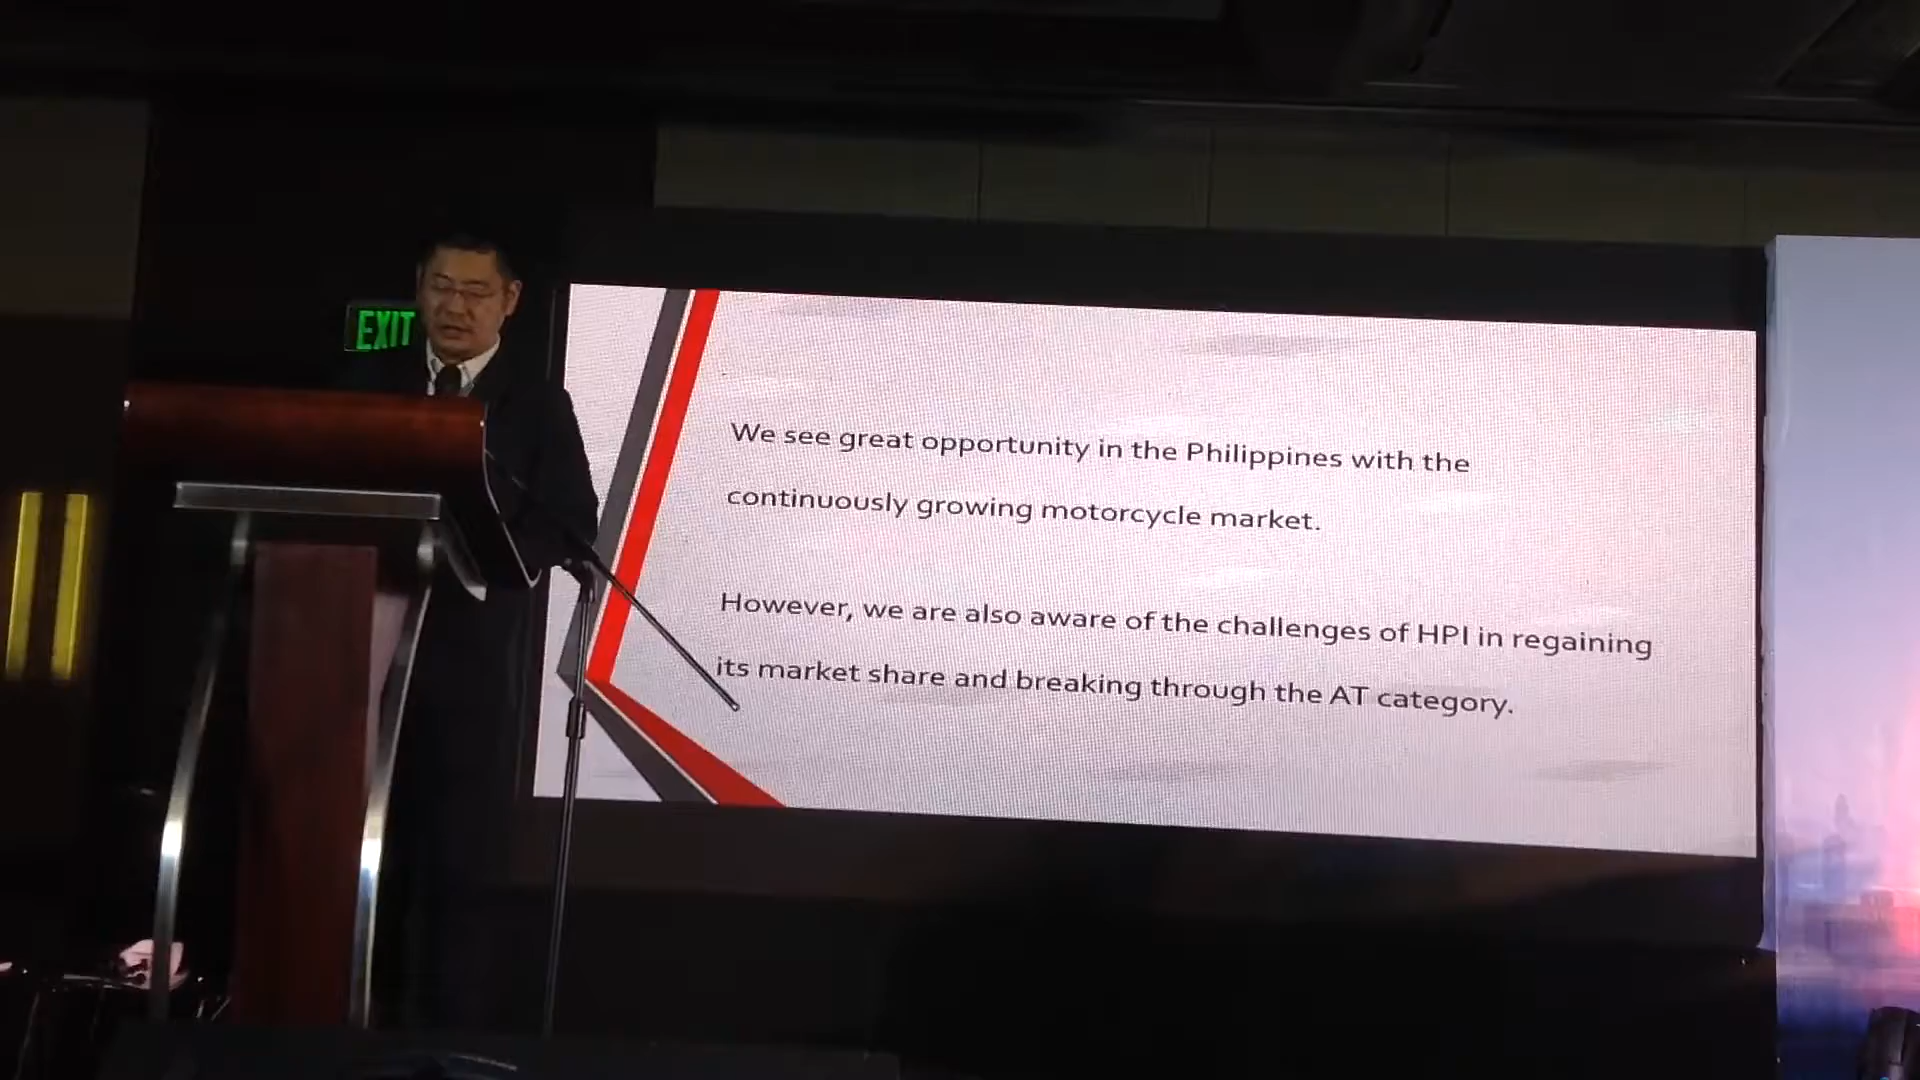 EXIT
We see great opportunity in the Philippines with the
continuously growing motorcycle market.
However, we are also aware of the challenges of HPI in regaining
its market share and breaking through the AT category.